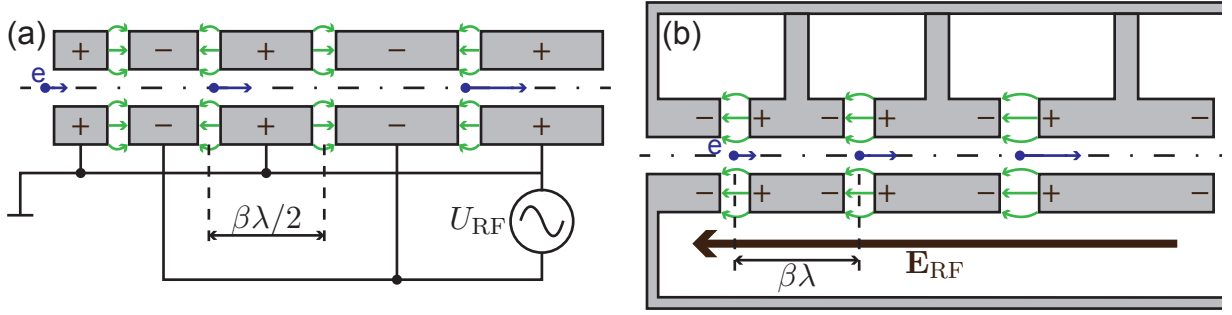 (a)
+ − + − +
e
+ − + − +
βλ/2
U_RF
(b)
− + − + − + −
e
− + − + − + −
E_RF
βλ